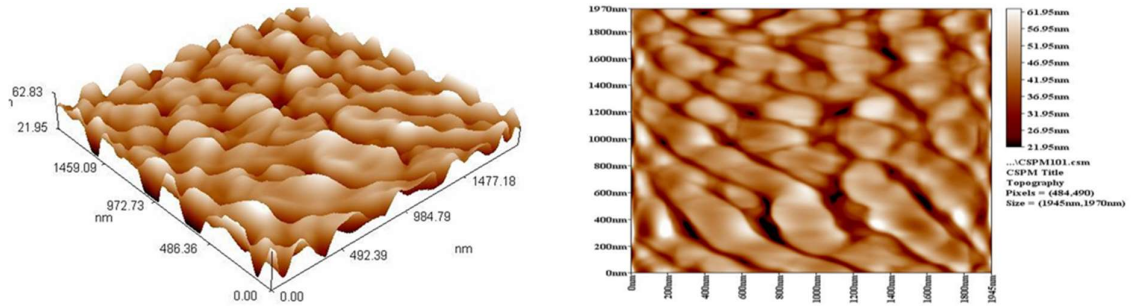 62.83
21.95
1459.09
972.73
nm
486.36
0.00
0.00
492.39
nm
984.79
1477.18
1970nm
1800nm
1600nm
1400nm
1200nm
1000nm
800nm
600nm
400nm
200nm
0nm
0nm
200nm
400nm
600nm
800nm
1000nm
1200nm
1400nm
1600nm
1800nm
1945nm
61.95nm
56.95nm
51.95nm
46.95nm
41.95nm
36.95nm
31.95nm
26.95nm
21.95nm
...\CSPM101.csm
CSPM Title
Topography
Pixels = (484,490)
Size = (1945nm,1970nm)